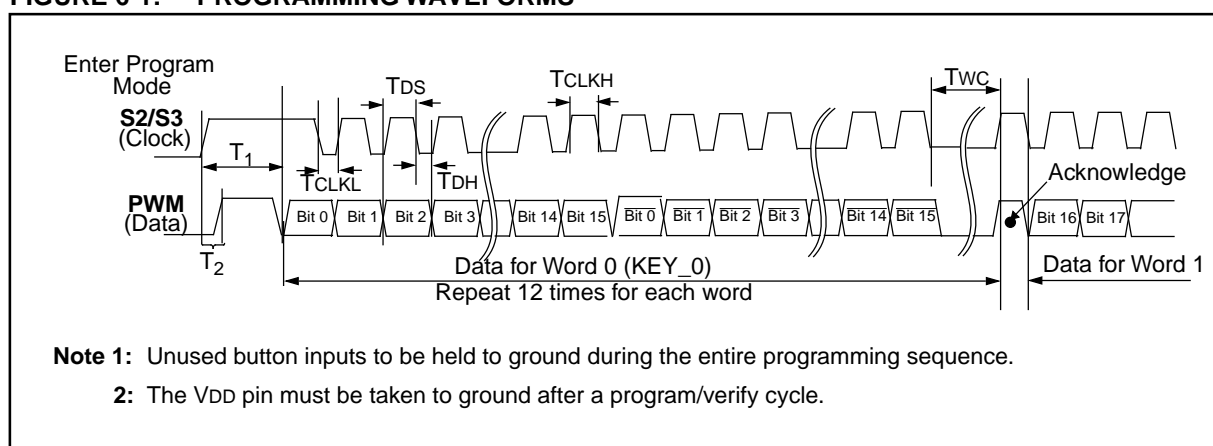 FIGURE 6-1: PROGRAMMING WAVEFORMS
Enter Program
Mode
S2/S3
(Clock)
T1
TCLKL
TDS
TDH
TCLKH
TWC
Acknowledge
PWM
(Data)
T2
Bit 0 Bit 1 Bit 2 Bit 3 Bit 14 Bit 15 Bit 0 Bit 1 Bit 2 Bit 3 Bit 14 Bit 15 Bit 16 Bit 17
Data for Word 0 (KEY_0)
Repeat 12 times for each word
Data for Word 1
Note 1: Unused button inputs to be held to ground during the entire programming sequence.
2: The VDD pin must be taken to ground after a program/verify cycle.